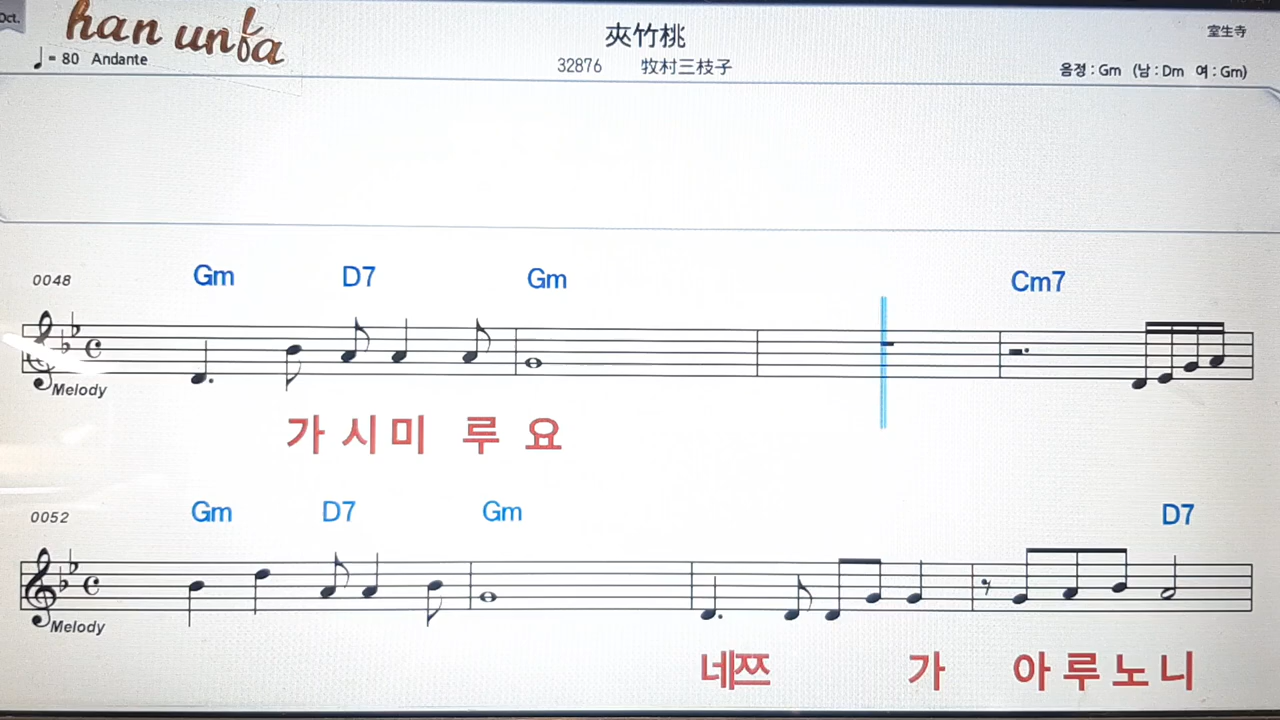 Oct.
han unfa
夾竹桃
室生寺
♩ = 80 Andante
32876 牧村三枝子
음정 : Gm (남 : Dm 여 : Gm)
0048 Gm D7 Gm Cm7
Melody
가 시 미 루 요
0052 Gm D7 Gm D7
Melody
네쯔 가 아 루 노 니